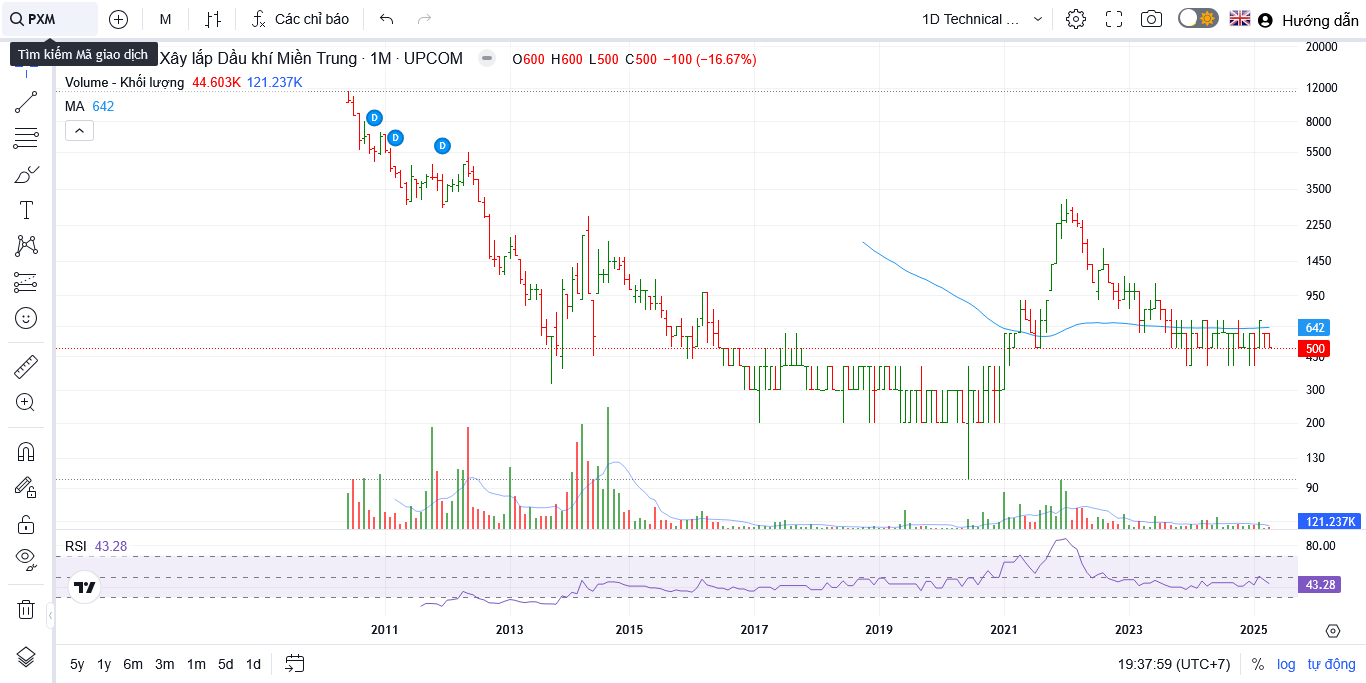 PXM M Các chỉ báo 1D Technical ... Hướng dẫn
Tìm kiếm Mã giao dịch Xây lắp Dầu khí Miền Trung · 1M · UPCOM O600 H600 L500 C500 −100 (−16.67%)
Volume - Khối lượng 44.603K 121.237K
MA 642
D
D
D
20000
12000
8000
5500
3500
2250
1450
950
642
500
450
300
200
130
90
121.237K
RSI 43.28
80.00
43.28
2011 2013 2015 2017 2019 2021 2023 2025
5y 1y 6m 3m 1m 5d 1d 19:37:59 (UTC+7) % log tự động